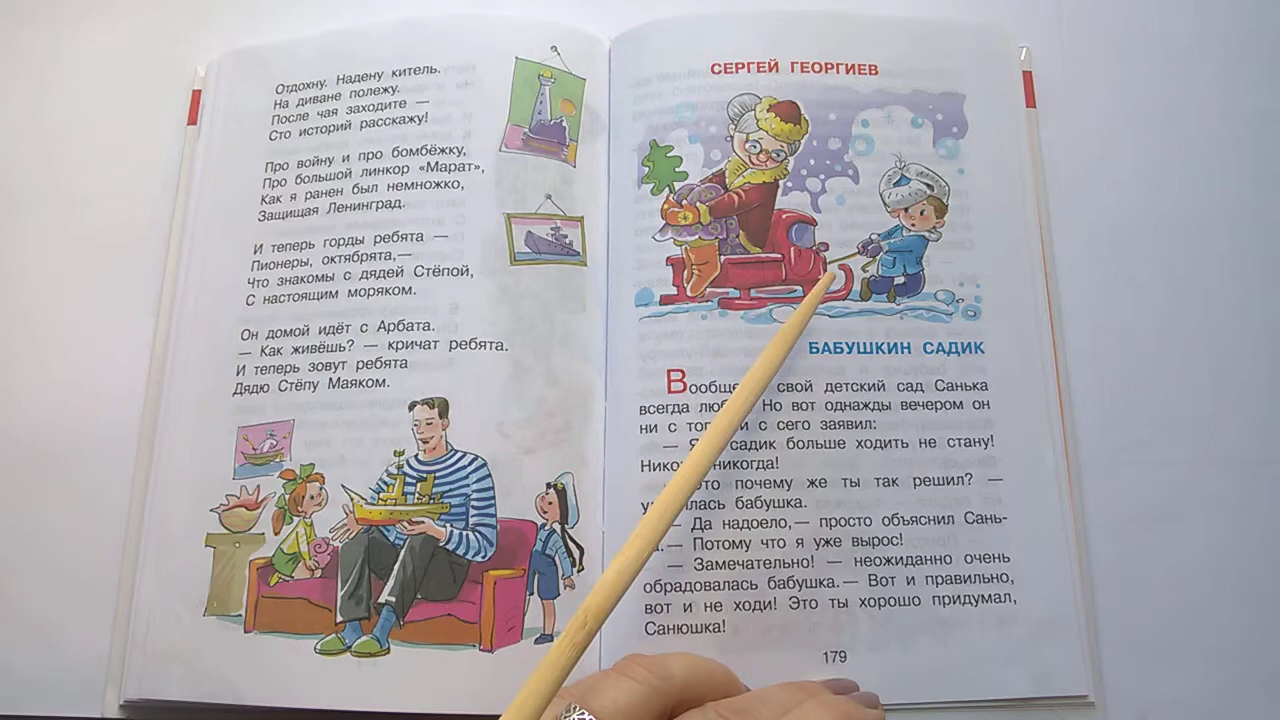 Отдохну. Надену китель.
На диване полежу.
После чая заходите —
Сто историй расскажу!
Про войну и про бомбёжку,
Про большой линкор «Марат»,
Как я ранен был немножко,
Защищая Ленинград.
И теперь горды ребята —
Пионеры, октябрята,—
Что знакомы с дядей Стёпой,
С настоящим моряком.
Он домой идёт с Арбата.
— Как живёшь? — кричат ребята.
И теперь зовут ребята
Дядю Стёпу Маяком.
СЕРГЕЙ ГЕОРГИЕВ
БАБУШКИН САДИК
Вообще свой детский сад Санька
всегда Но вот однажды вечером он
ни с с сего заявил:
— садик больше ходить не стану!
никогда!
почему же ты так решил? —
бабушка.
— Да надоело,— просто объяснил Сань-
— Потому что я уже вырос!
— Замечательно! — неожиданно очень
обрадовалась бабушка.— Вот и правильно,
вот и не ходи! Это ты хорошо придумал,
Санюшка!
179